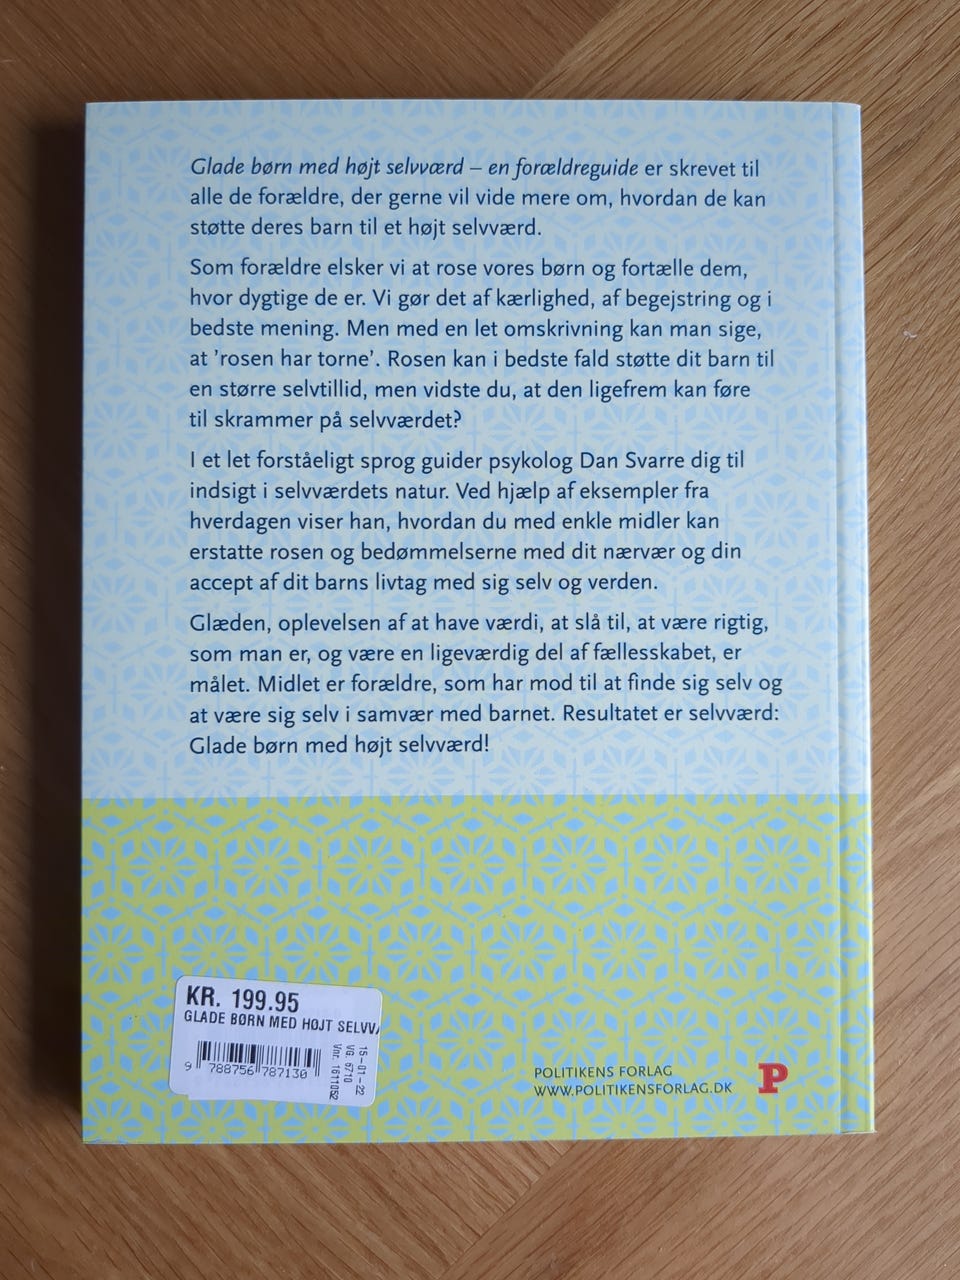 Glade børn med højt selvværd – en forældreguide er skrevet til
alle de forældre, der gerne vil vide mere om, hvordan de kan
støtte deres barn til et højt selvværd.
Som forældre elsker vi at rose vores børn og fortælle dem,
hvor dygtige de er. Vi gør det af kærlighed, af begejstring og i
bedste mening. Men med en let omskrivning kan man sige,
at ’rosen har torne’. Rosen kan i bedste fald støtte dit barn til
en større selvtillid, men vidste du, at den ligefrem kan føre
til skrammer på selvværdet?
I et let forståeligt sprog guider psykolog Dan Svarre dig til
indsigt i selvværdets natur. Ved hjælp af eksempler fra
hverdagen viser han, hvordan du med enkle midler kan
erstatte rosen og bedømmelserne med dit nærvær og din
accept af dit barns livtag med sig selv og verden.
Glæden, oplevelsen af at have værdi, at slå til, at være rigtig,
som man er, og være en ligeværdig del af fællesskabet, er
målet. Midlet er forældre, som har mod til at finde sig selv og
at være sig selv i samvær med barnet. Resultatet er selvværd:
Glade børn med højt selvværd!
KR. 199.95
GLADE BØRN MED HØJT SELVV
9 788756 787130
15-01-22
VG 6710
Vnr. 1611052
POLITIKENS FORLAG
WWW.POLITIKENSFORLAG.DK
P